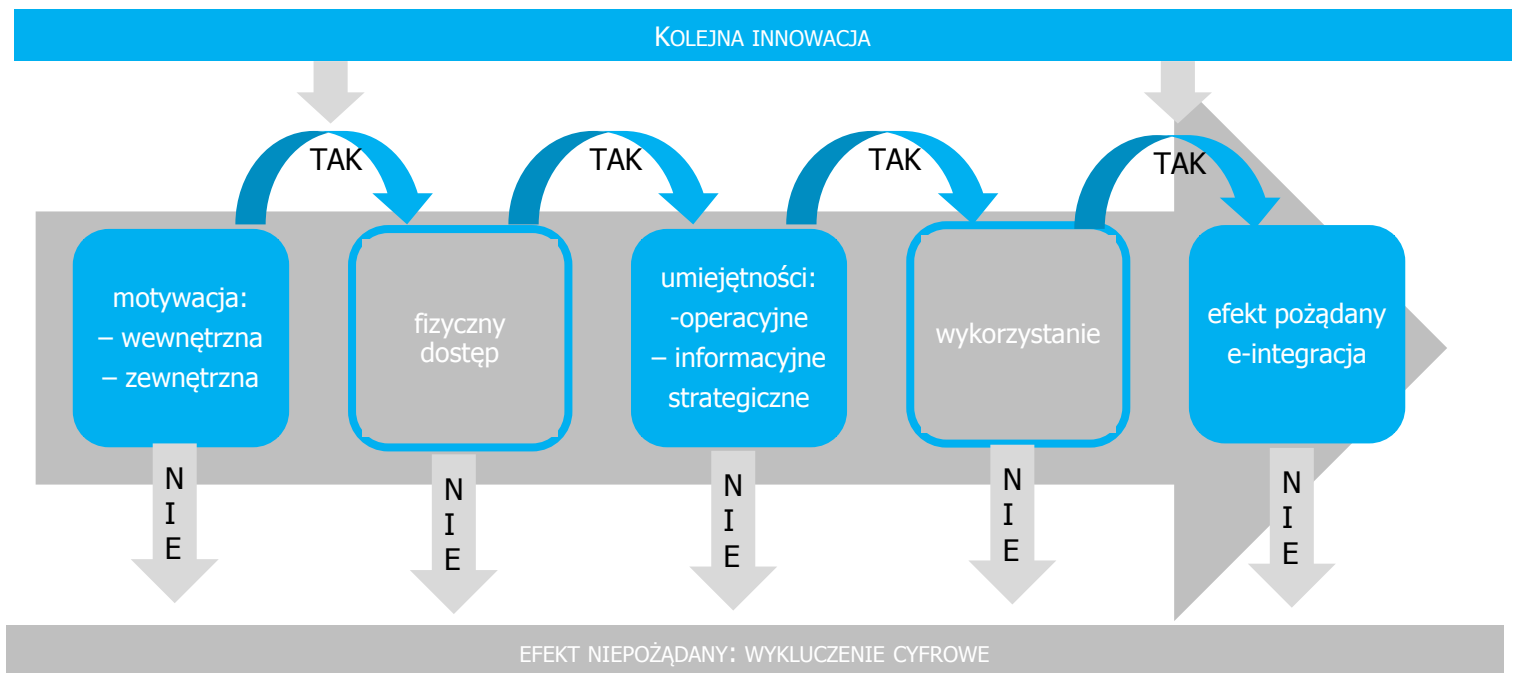 KOLEJNA INNOWACJA
TAK
TAK
TAK
TAK
motywacja:
– wewnętrzna
– zewnętrzna
fizyczny
dostęp
umiejętności:
-operacyjne
– informacyjne
strategiczne
wykorzystanie
efekt pożądany
e-integracja
N
I
E
N
I
E
N
I
E
N
I
E
N
I
E
EFEKT NIEPOŻĄDANY: WYKLUCZENIE CYFROWE